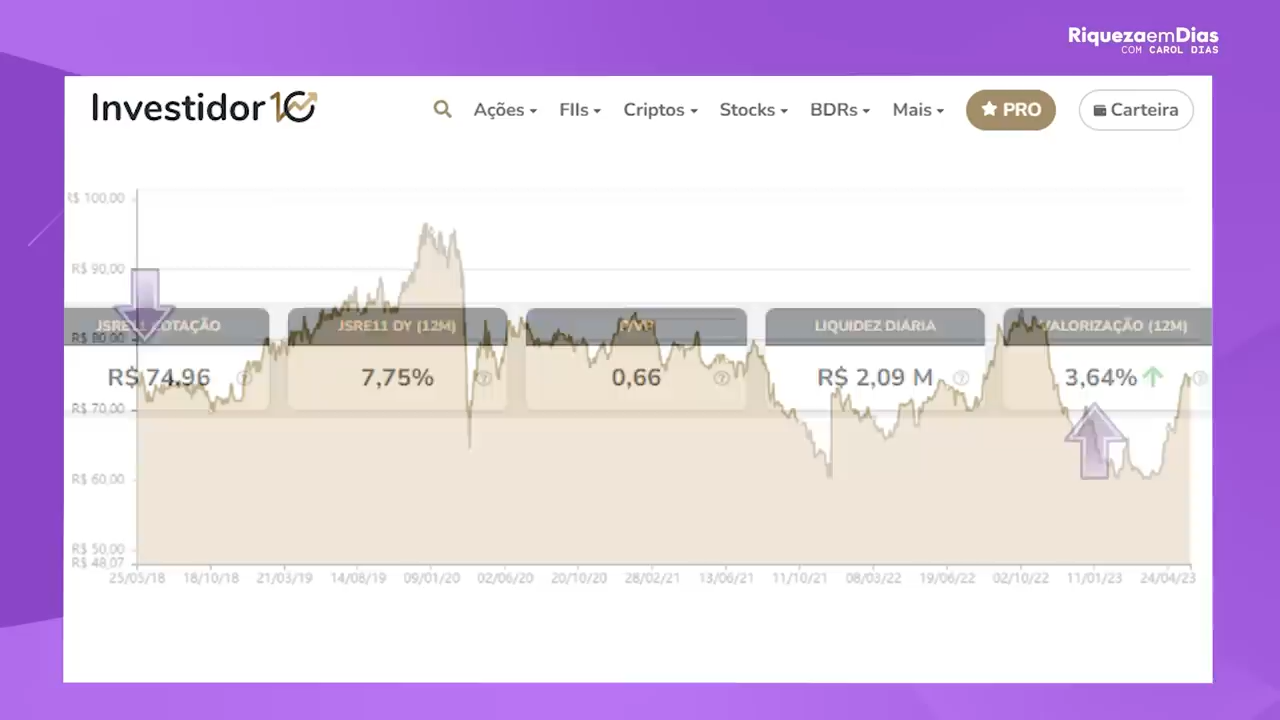 RiquezaemDias
COM CAROL DIAS
Investidor10
Ações
FIIs
Criptos
Stocks
BDRs
Mais
PRO
Carteira
R$ 100,00
R$ 90,00
JSRE11 COTAÇÃO
JSRE11 DY (12M)
P/VP
LIQUIDEZ DIÁRIA
VALORIZAÇÃO (12M)
R$ 80,00
R$ 74,96
7,75%
0,66
R$ 2,09 M
3,64%
R$ 70,00
R$ 60,00
R$ 50,00
R$ 48,07
25/05/18 18/10/18 21/03/19 14/08/19 09/01/20 02/06/20 20/10/20 28/02/21 13/06/21 11/10/21 08/03/22 19/06/22 02/10/22 11/01/23 24/04/23